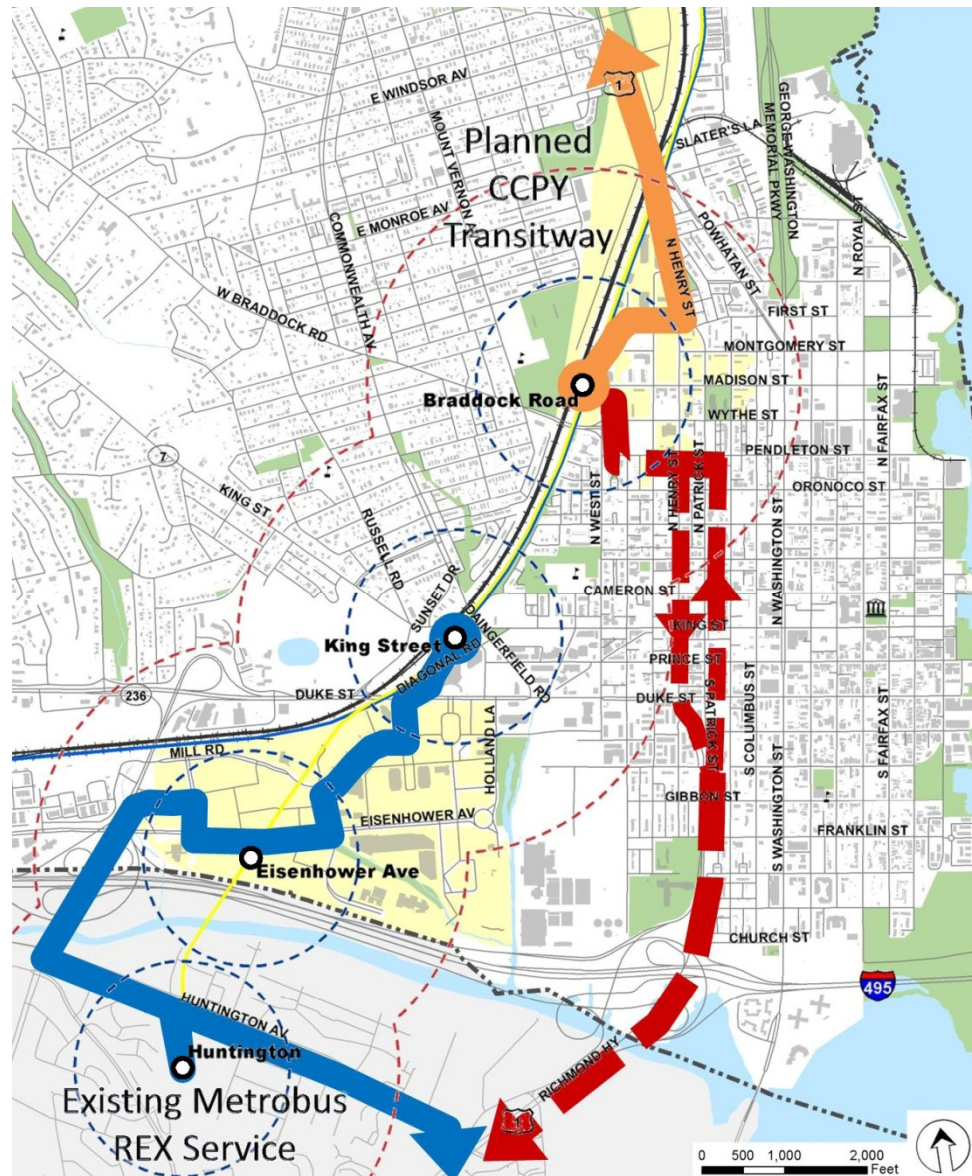 E WINDSOR AV
1
Planned
CCPY
Transitway
MOUNT VERNON A
SLATER'S LA
GEORGE WASHINGTON
MEMORIAL PKWY
N ROYAL ST
E MONROE AV
COMMONWEALTH AV
POWHATAN ST
N HENRY ST
W BRADDOCK RD
FIRST ST
MONTGOMERY ST
Braddock Road
MADISON ST
WYTHE ST
N FAIRFAX ST
PENDLETON ST
7
KING ST
N WEST ST
N HENRY ST
N PATRICK ST
ORONOCO ST
RUSSELL RD
N WASHINGTON ST
SUNSET DR
CAMERON ST
DAINGERFIELD RD
KING ST
King Street
DIAGONAL RD
PRINCE ST
236
DUKE ST
DUKE ST
S PATRICK ST
S COLUMBUS ST
S FAIRFAX ST
MILL RD
HOLLAND LA
S WASHINGTON ST
GIBBON ST
EISENHOWER AV
FRANKLIN ST
Eisenhower Ave
CHURCH ST
495
HUNTINGTON AV
Huntington
RICHMOND HY
1
Existing Metrobus
REX Service
0 500 1,000 2,000
Feet